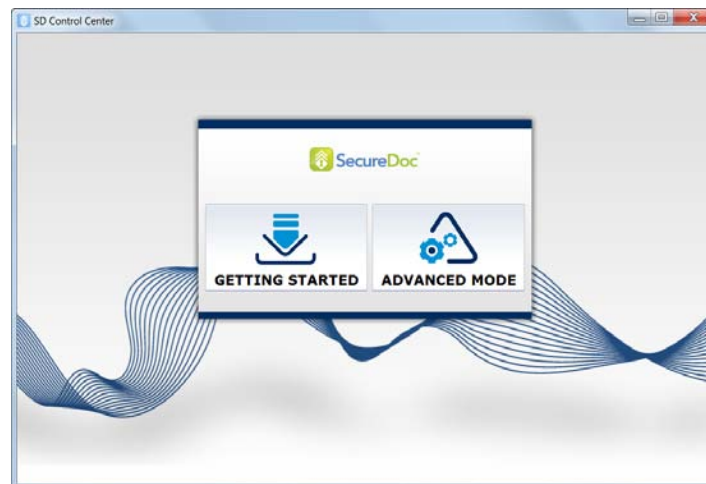 SD Control Center
SecureDoc
GETTING STARTED
ADVANCED MODE